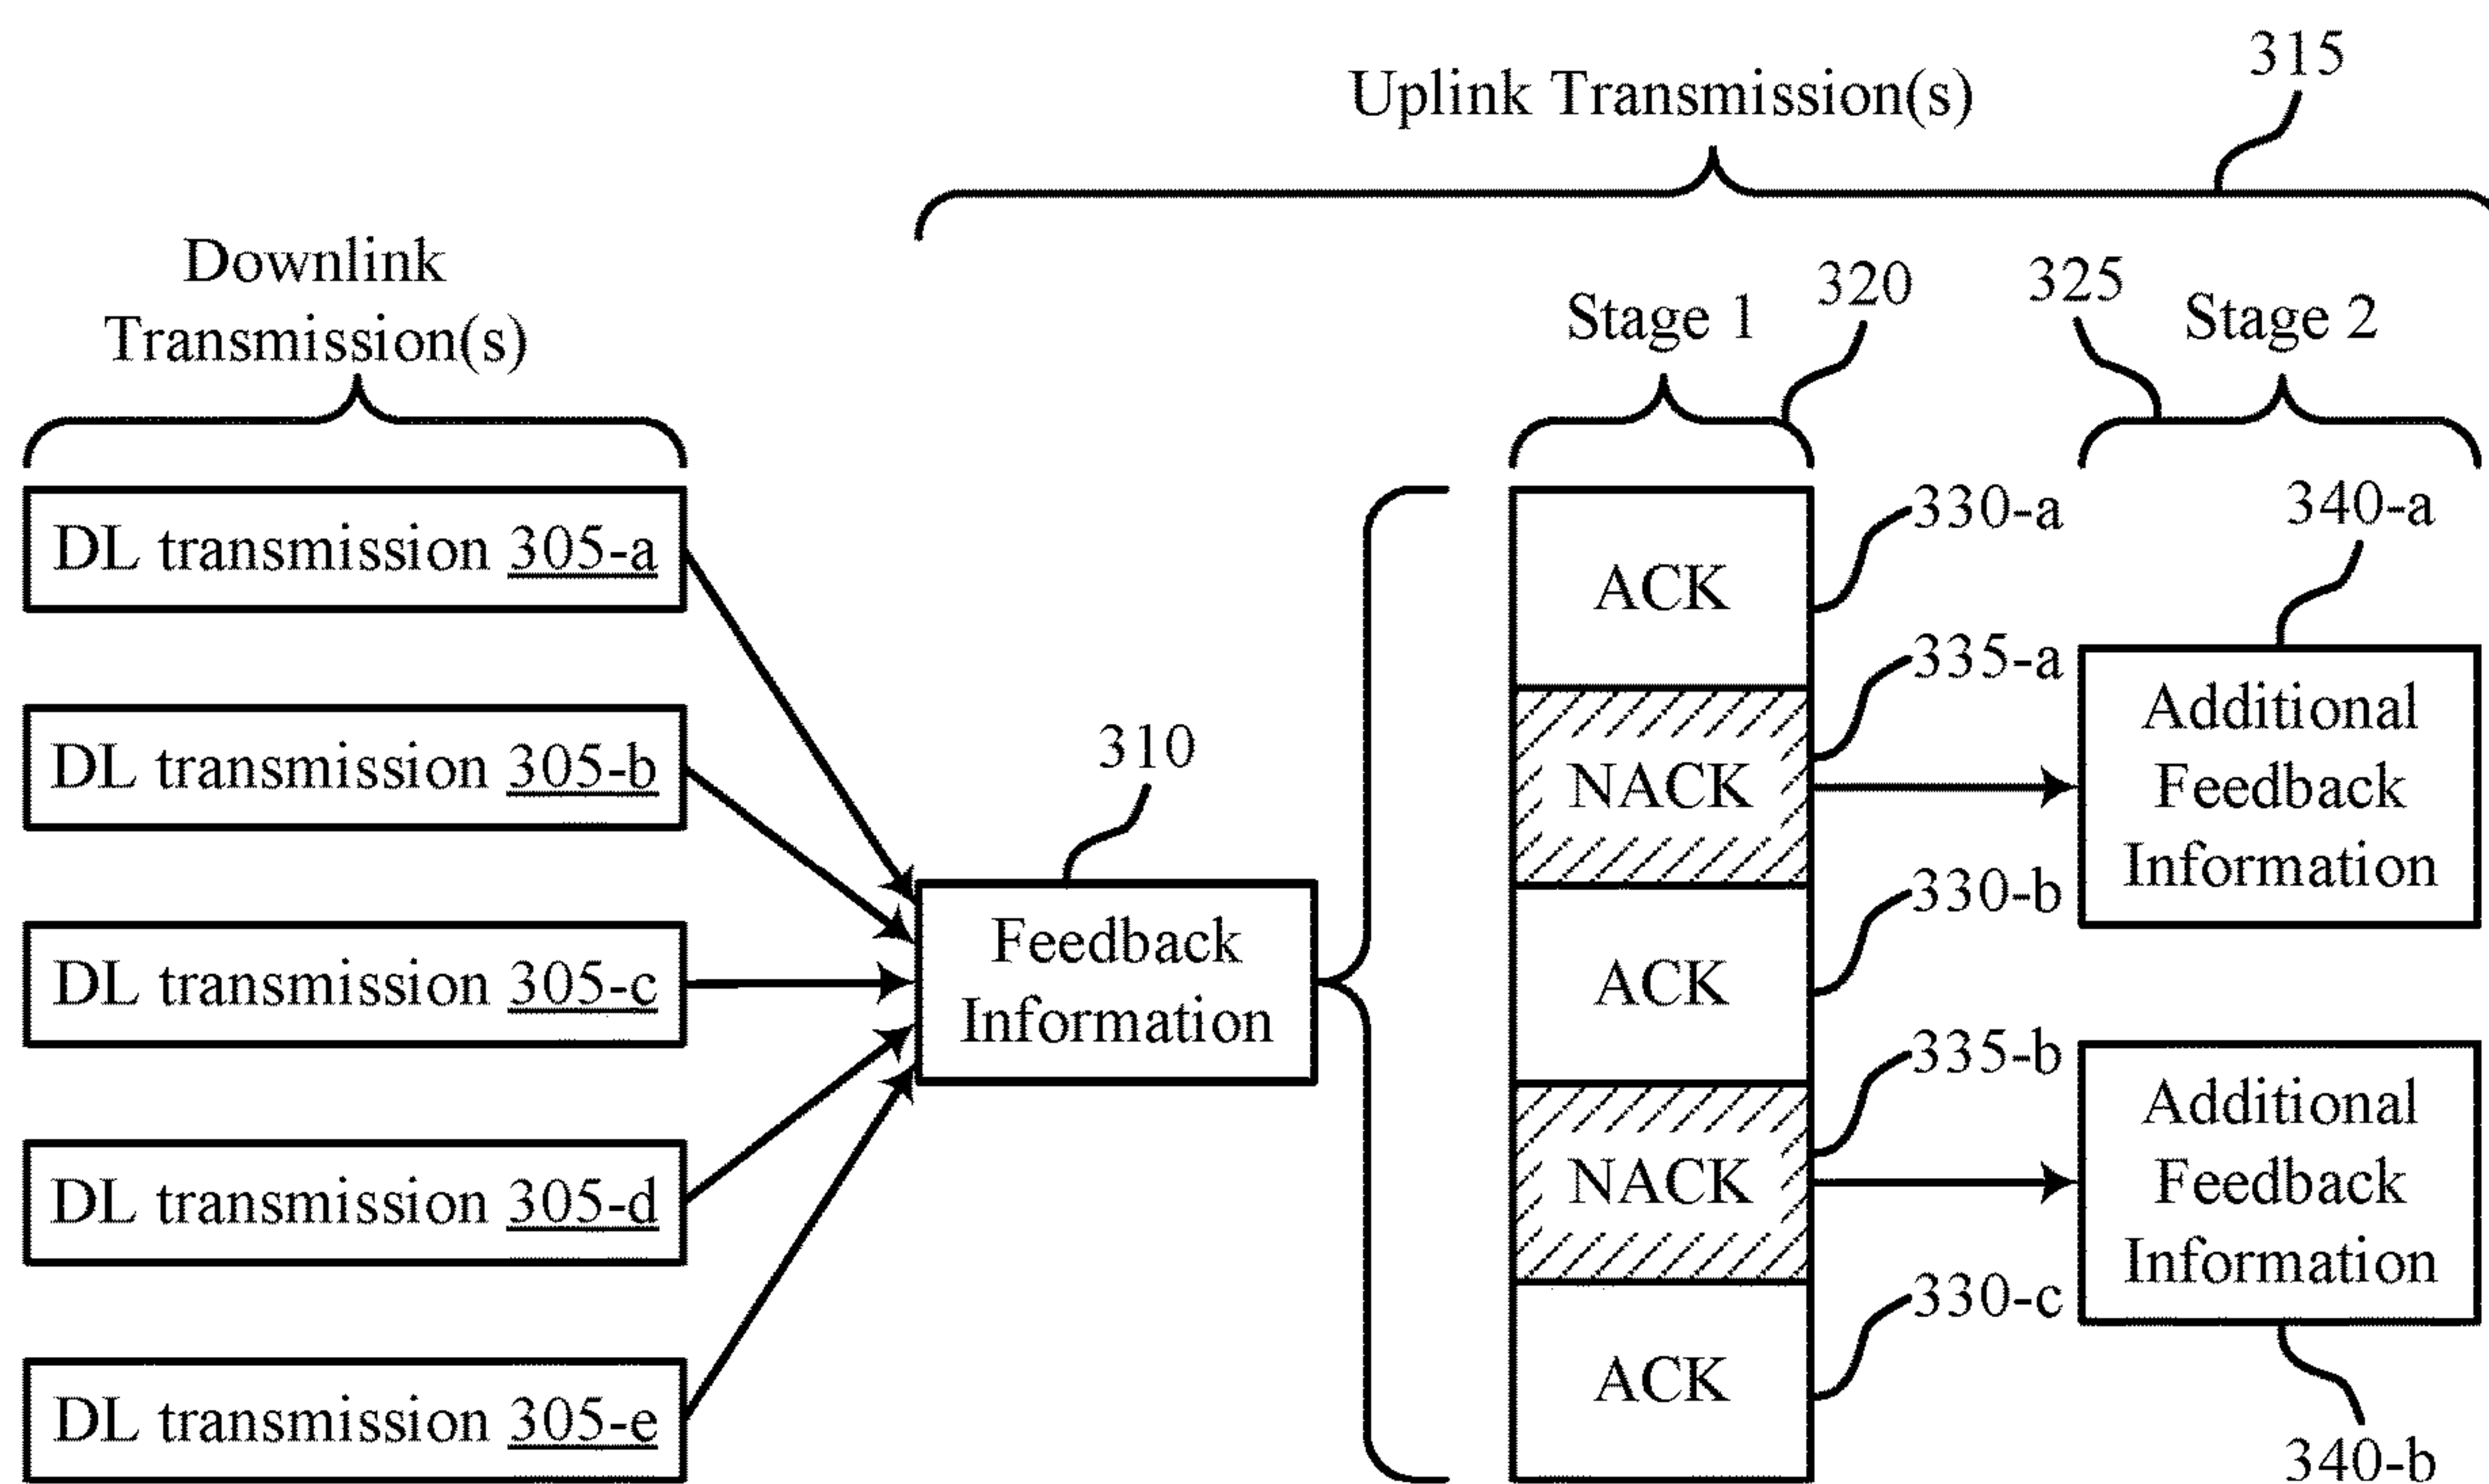 315
Uplink Transmission(s)
Downlink
Transmission(s)
Stage 1
320
325
Stage 2
DL transmission 305-a
DL transmission 305-b
DL transmission 305-c
DL transmission 305-d
DL transmission 305-e
310
Feedback
Information
ACK
330-a
NACK
335-a
ACK
330-b
NACK
335-b
ACK
330-c
340-a
Additional
Feedback
Information
Additional
Feedback
Information
340-b